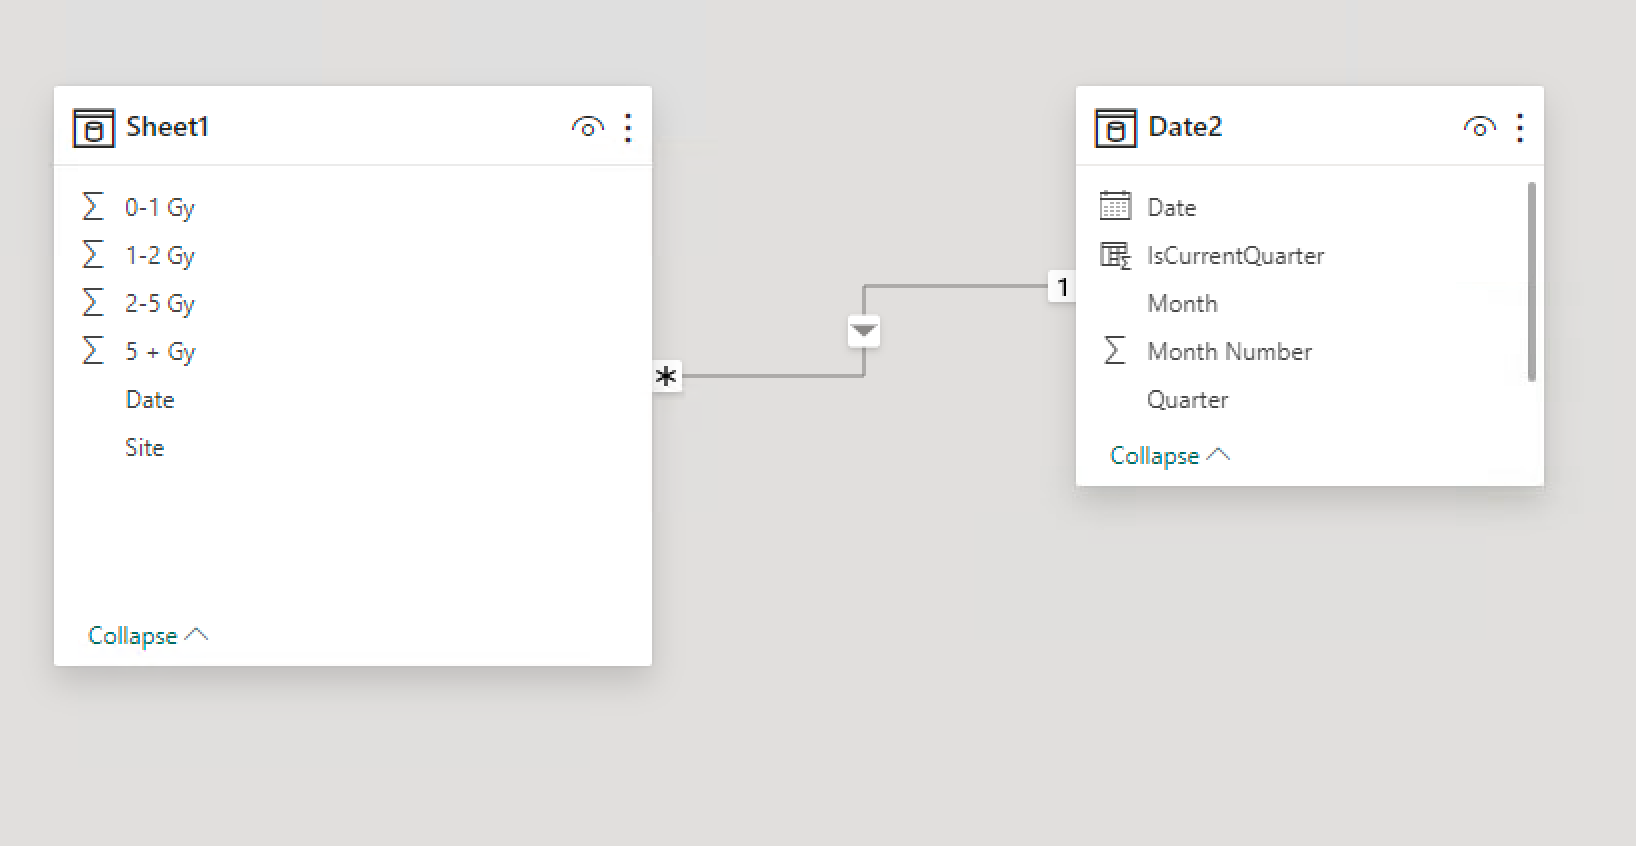 Sheet1
0-1 Gy
1-2 Gy
2-5 Gy
5 + Gy
Date
Site
Collapse
*
1
Date2
Date
IsCurrentQuarter
Month
Month Number
Quarter
Collapse